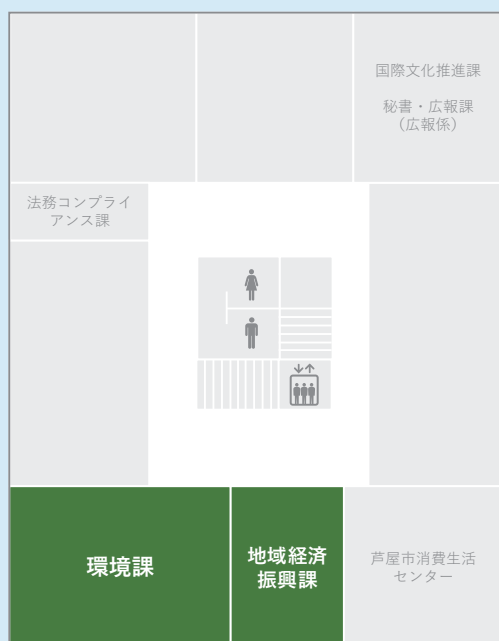 国際文化推進課
秘書・広報課
（広報係）
法務コンプライ
アンス課
環境課
地域経済
振興課
芦屋市消費生活
センター